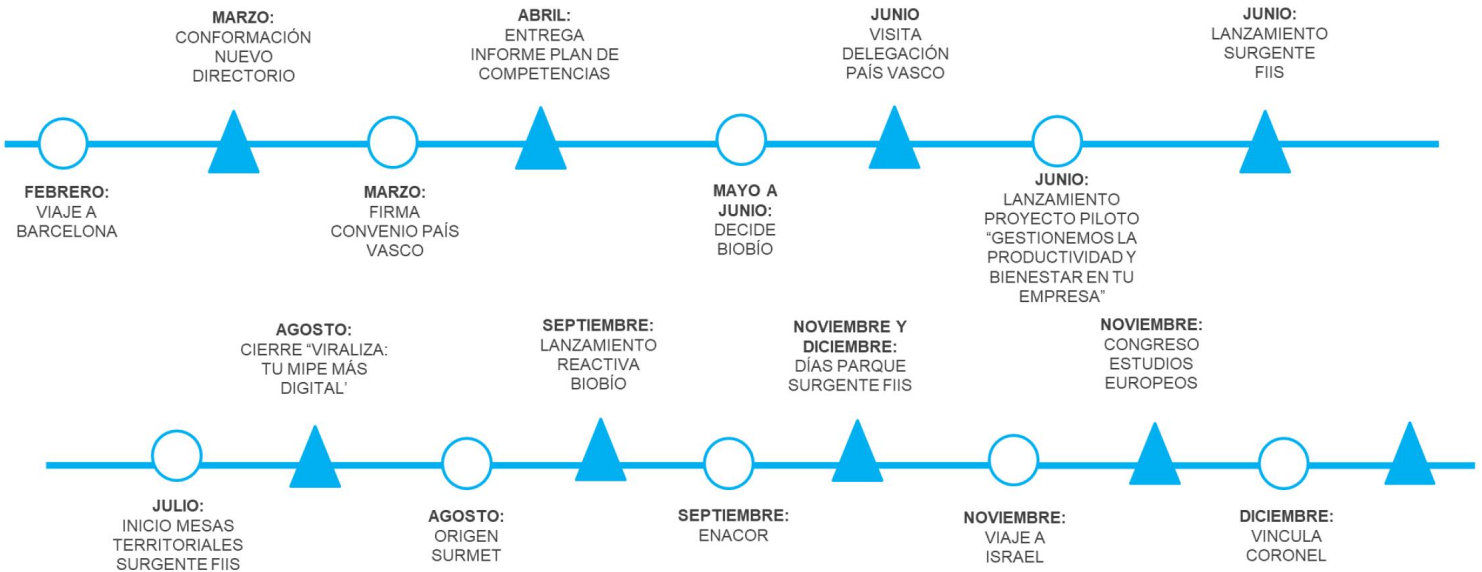 MARZO:
CONFORMACIÓN
NUEVO
DIRECTORIO
ABRIL:
ENTREGA
INFORME PLAN DE
COMPETENCIAS
JUNIO
VISITA
DELEGACIÓN
PAÍS VASCO
JUNIO:
LANZAMIENTO
SURGENTE
FIIS
FEBRERO:
VIAJE A
BARCELONA
MARZO:
FIRMA
CONVENIO PAÍS
VASCO
MAYO A
JUNIO:
DECIDE
BIOBÍO
JUNIO:
LANZAMIENTO
PROYECTO PILOTO
“GESTIONEMOS LA
PRODUCTIVIDAD Y
BIENESTAR EN TU
EMPRESA”
AGOSTO:
CIERRE “VIRALIZA:
TU MIPE MÁS
DIGITAL’
SEPTIEMBRE:
LANZAMIENTO
REACTIVA
BIOBÍO
NOVIEMBRE Y
DICIEMBRE:
DÍAS PARQUE
SURGENTE FIIS
NOVIEMBRE:
CONGRESO
ESTUDIOS
EUROPEOS
JULIO:
INICIO MESAS
TERRITORIALES
SURGENTE FIIS
AGOSTO:
ORIGEN
SURMET
SEPTIEMBRE:
ENACOR
NOVIEMBRE:
VIAJE A
ISRAEL
DICIEMBRE:
VINCULA
CORONEL